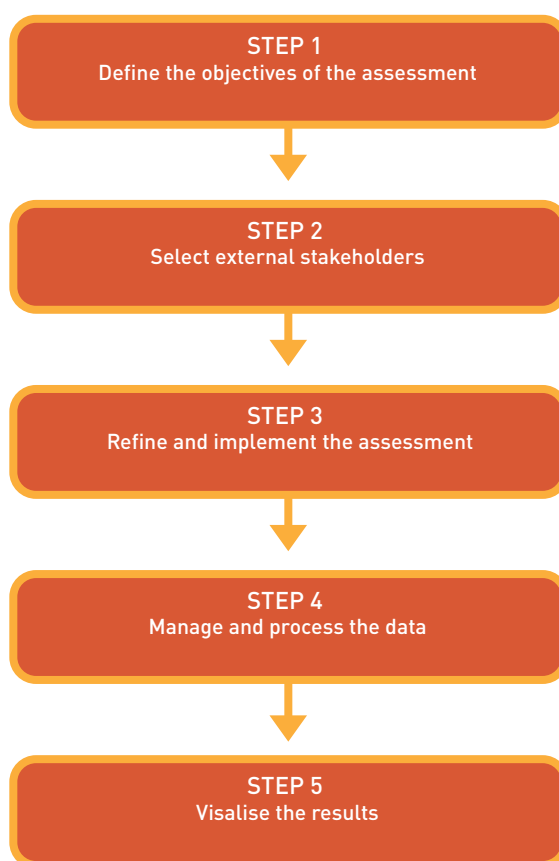 STEP 1
Define the objectives of the assessment
STEP 2
Select external stakeholders
STEP 3
Refine and implement the assessment
STEP 4
Manage and process the data
STEP 5
Visalise the results